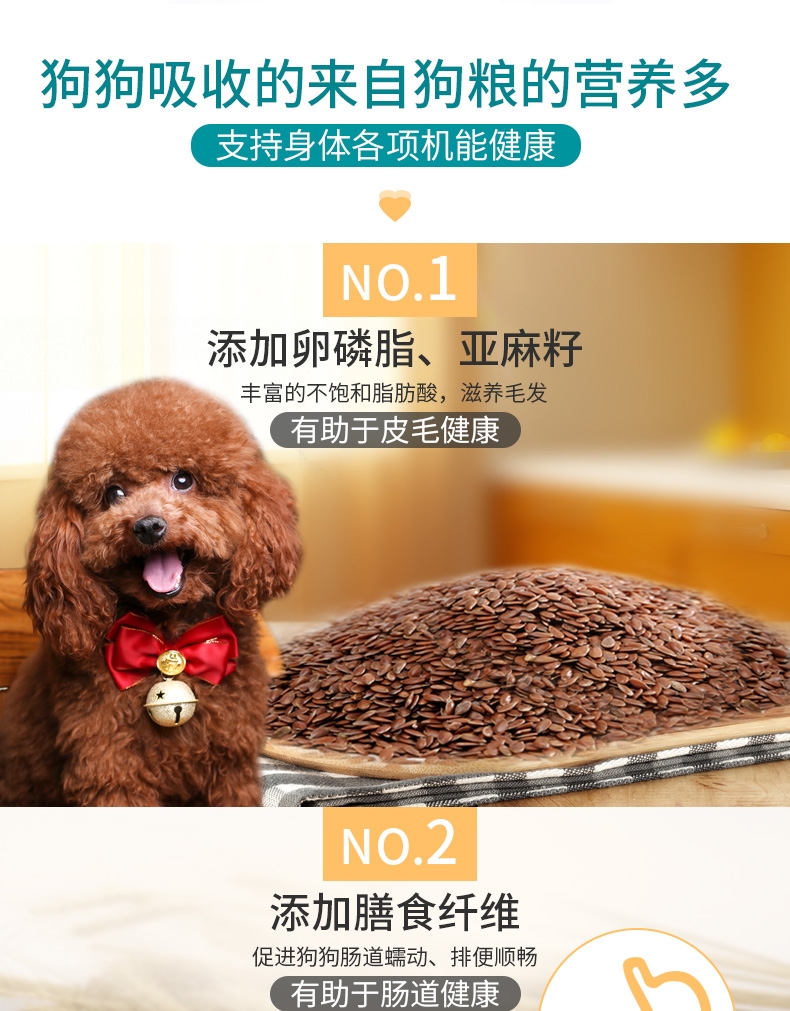 狗狗吸收的来自狗粮的营养多
支持身体各项机能健康
NO.1
添加卵磷脂、亚麻籽
丰富的不饱和脂肪酸，滋养毛发
有助于皮毛健康
NO.2
添加膳食纤维
促进狗狗肠道蠕动、排便顺畅
有助于肠道健康